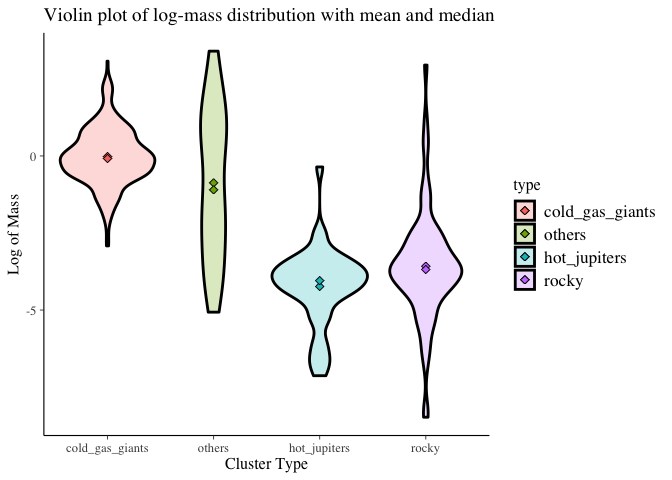 Violin plot of log-mass distribution with mean and median
Log of Mass
0
-5
cold_gas_giants
others
hot_jupiters
rocky
Cluster Type
type
cold_gas_giants
others
hot_jupiters
rocky